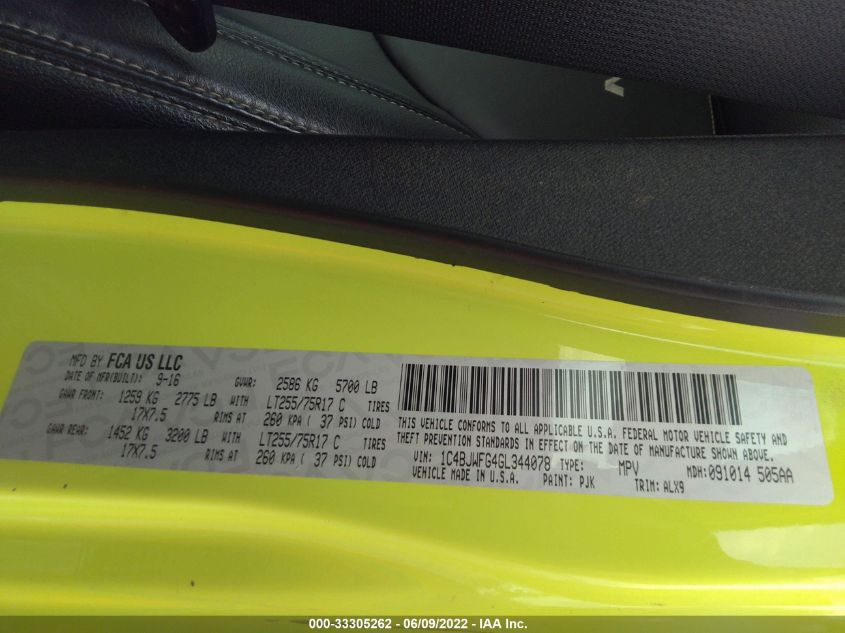 MFD BY FCA US LLC
DATE OF MFR(BUILT): 9-16 GVWR: 2586 KG 5700 LB
GAWR FRONT: 1259 KG 2775 LB WITH LT255/75R17 C TIRES
17X7.5 RIMS AT 260 KPA ( 37 PSI) COLD
GAWR REAR: 1452 KG 3200 LB WITH LT255/75R17 C TIRES
17X7.5 RIMS AT 260 KPA ( 37 PSI) COLD
THIS VEHICLE CONFORMS TO ALL APPLICABLE U.S.A. FEDERAL MOTOR VEHICLE SAFETY AND
THEFT PREVENTION STANDARDS IN EFFECT ON THE DATE OF MANUFACTURE SHOWN ABOVE.
VIN: 1C4BJWFG4GL344078 TYPE: MPV MDH: 091014 505AA
VEHICLE MADE IN U.S.A. PAINT: PJK TRIM: ALX9
000-33305262 - 06/09/2022 - IAA Inc.